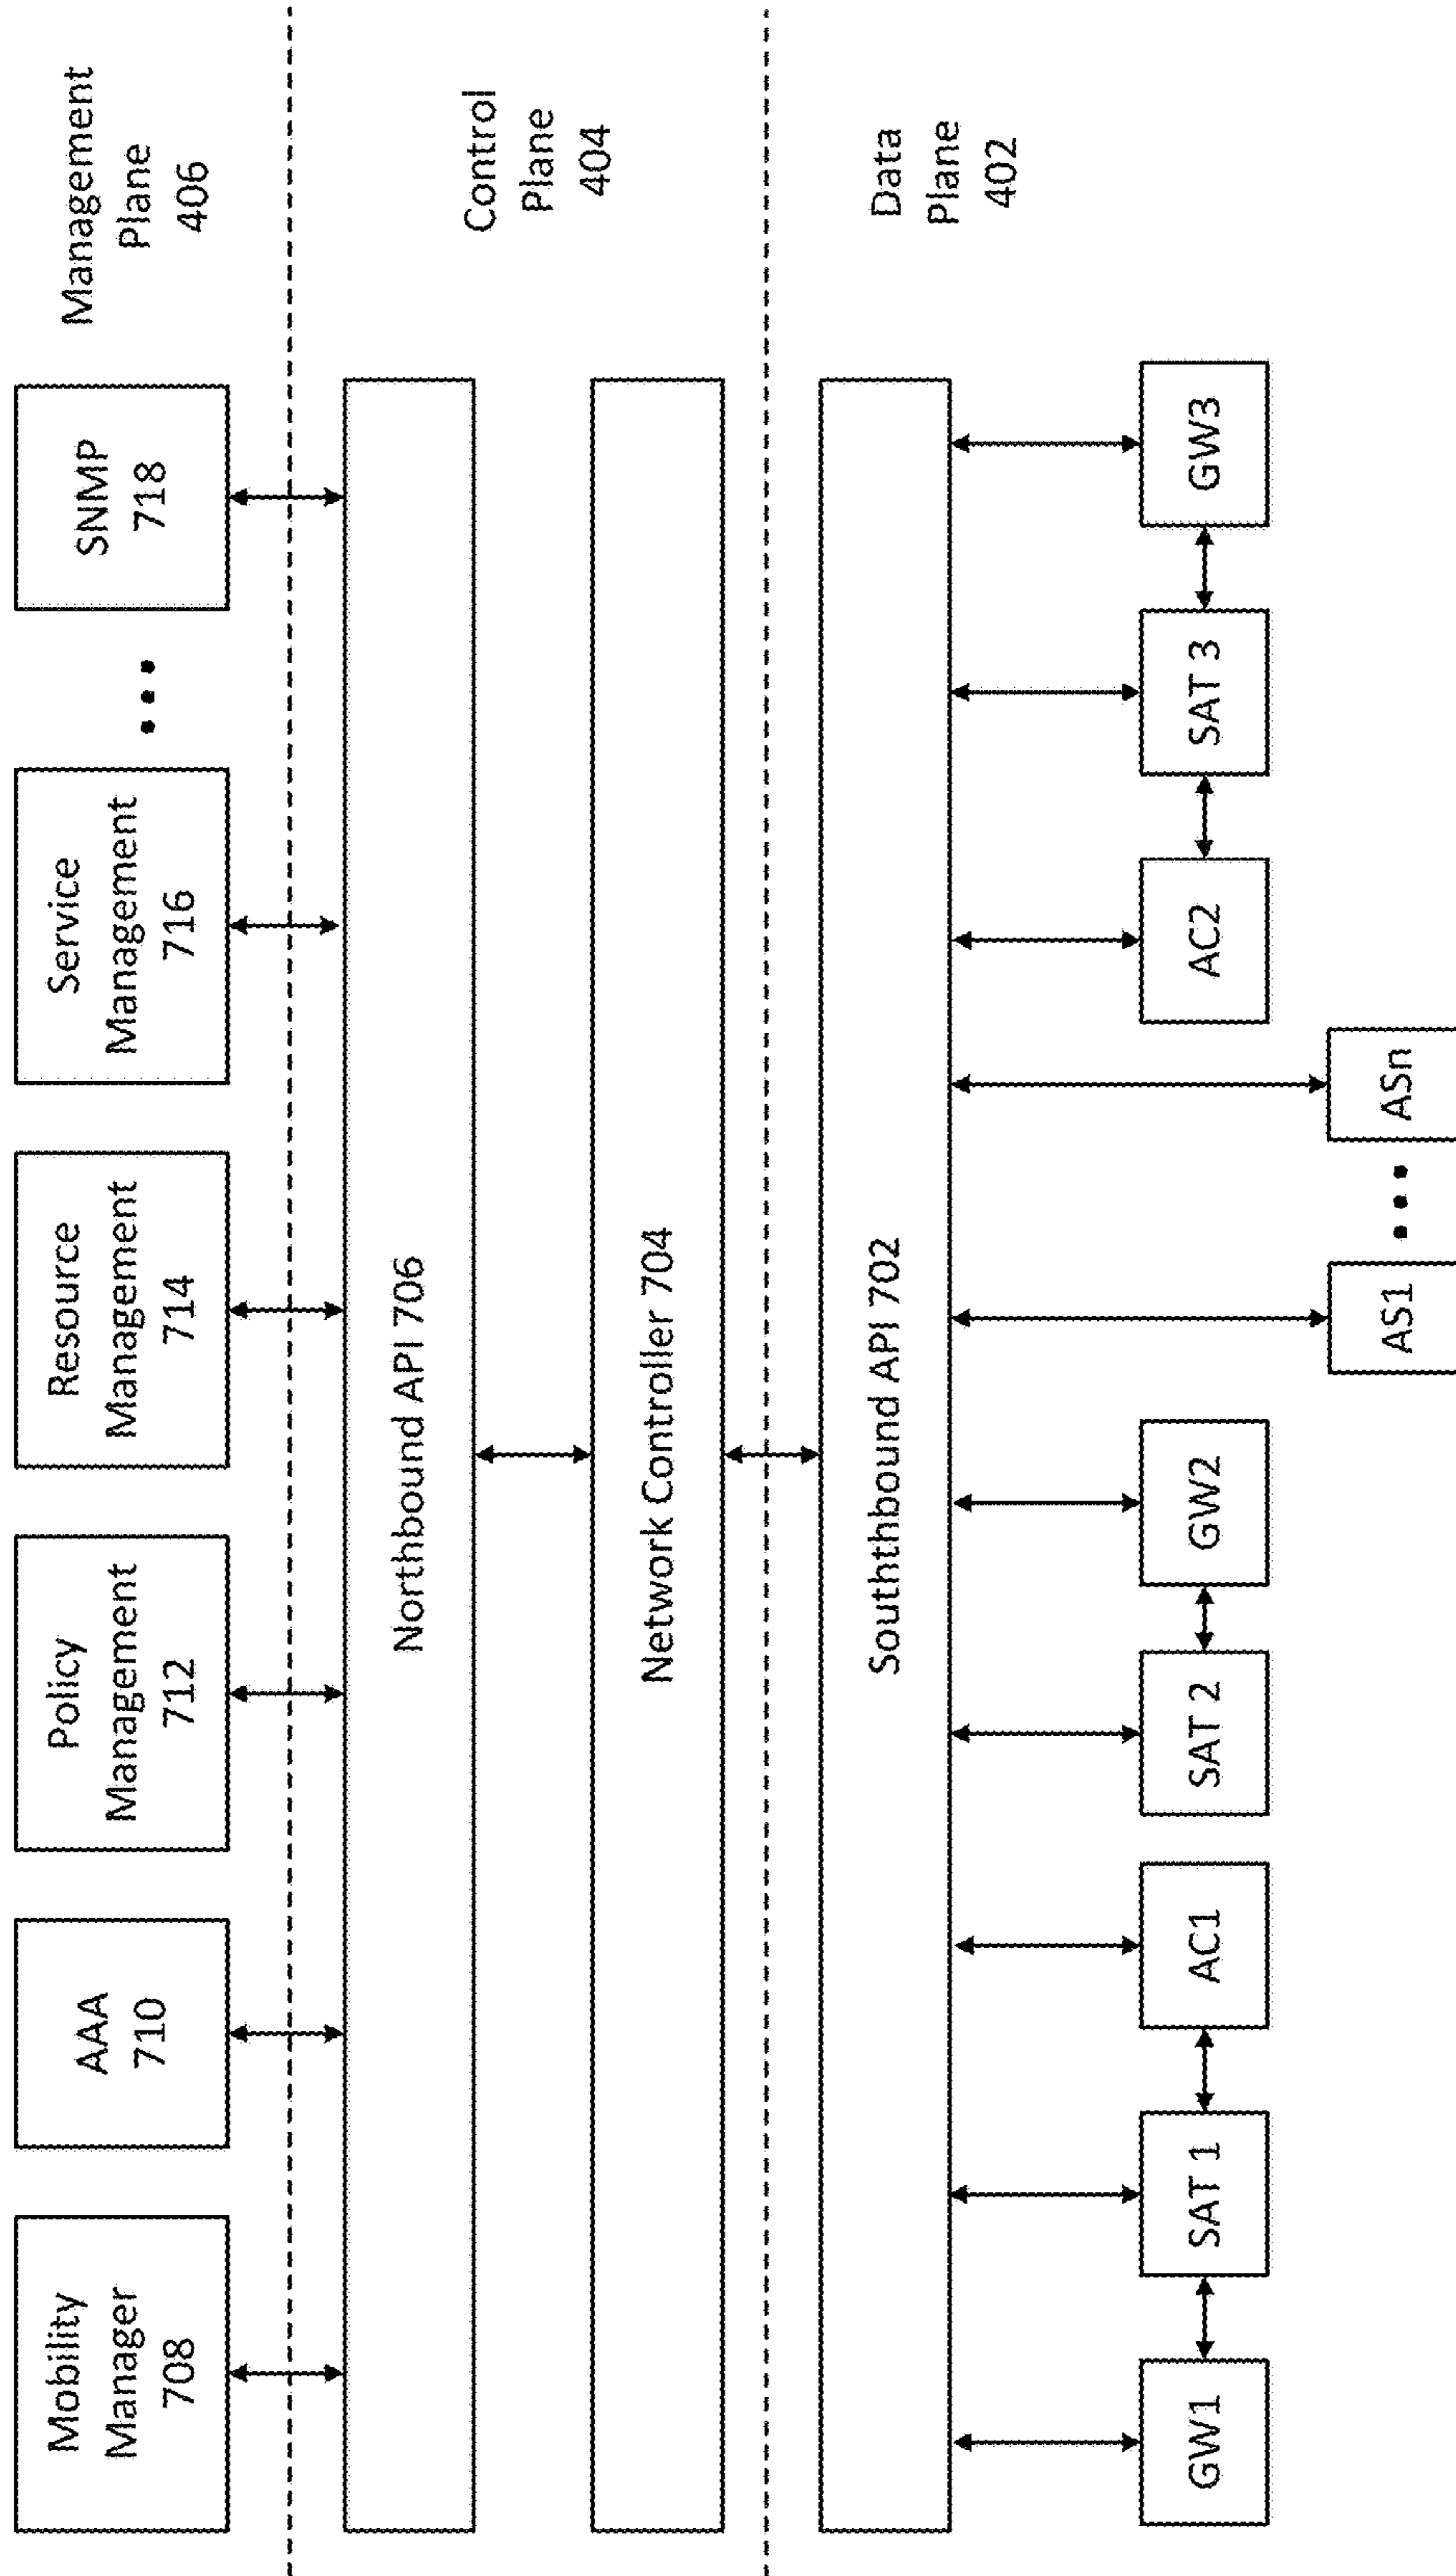 Mobility
Manager
708
AAA
710
Policy
Management
712
Resource
Management
714
Service
Management
716
•••
SNMP
718
Management
Plane
406
Northbound API 706
Control
Plane
404
Network Controller 704
Souththbound API 702
Data
Plane
402
GW1
SAT 1
AC1
SAT 2
GW2
AC2
SAT 3
GW3
AS1
•••
ASn